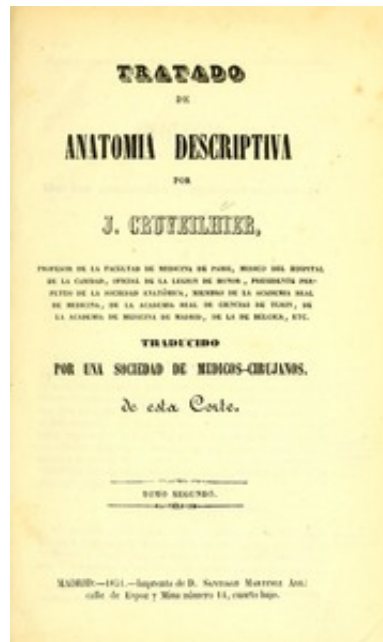 TRATADO
DE
ANATOMIA DESCRIPTIVA
POR
J. CRUVEILHIER,
PROFESOR DE LA FACULTAD DE MEDICINA DE PARIS, MEDICO DEL HOSPITAL
DE LA CARIDAD, OFICIAL DE LA LEGION DE HONOR, PRESIDENTE PER-
PETUO DE LA SOCIEDAD ANATÓMICA, MIEMBRO DE LA ACADEMIA REAL
DE MEDICINA, DE LA ACADEMIA REAL DE CIENCIAS DE TURIN, DE
LA ACADEMIA DE MEDICINA DE MADRID, DE LA DE BELGICA, ETC.
TRADUCIDO
POR UNA SOCIEDAD DE MEDICOS-CIRUJANOS.
de esta Corte.
TOMO SEGUNDO.
MADRID:—1851.—Imprenta de D. SANTIAGO MARTINEZ
calle de Espoz y Mina número 14, cuarto bajo.